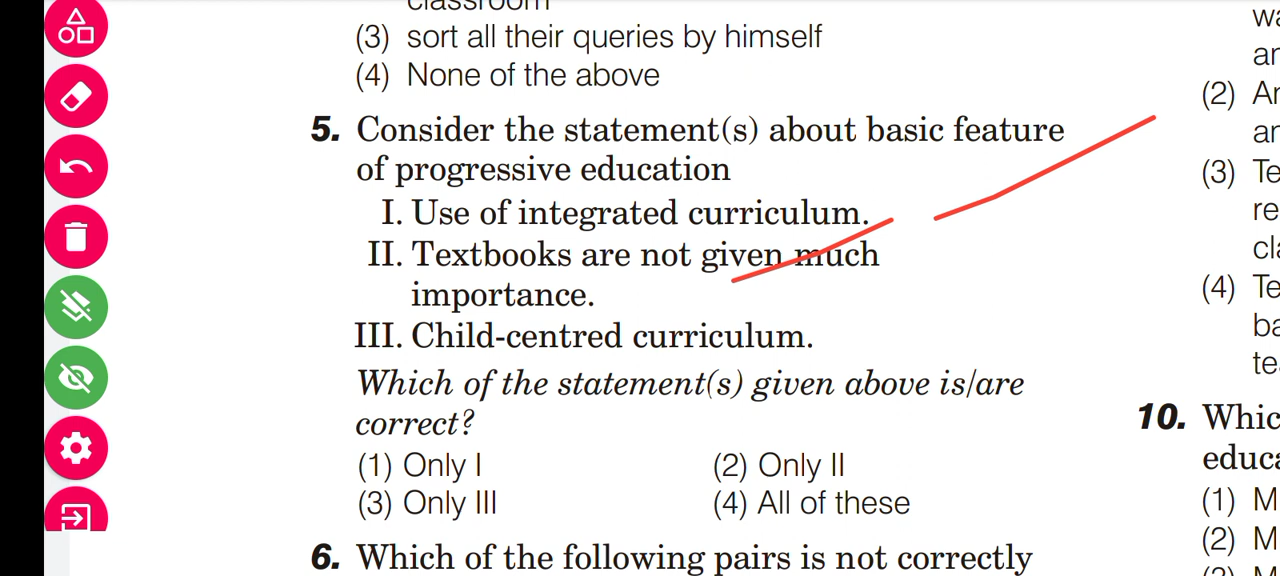 (3) sort all their queries by himself
(4) None of the above
5. Consider the statement(s) about basic feature
of progressive education
I. Use of integrated curriculum.
II. Textbooks are not given much
importance.
III. Child-centred curriculum.
Which of the statement(s) given above is/are
correct?
(1) Only I (2) Only II
(3) Only III (4) All of these
6. Which of the following pairs is not correctly
(2)
(3)
(4)
10.
(1)
(2)